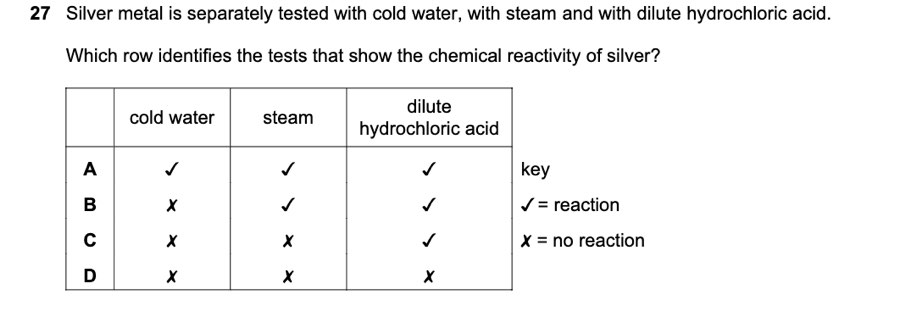 27 Silver metal is separately tested with cold water, with steam and with dilute hydrochloric acid.
Which row identifies the tests that show the chemical reactivity of silver?
cold water steam dilute hydrochloric acid
A ✓ ✓ ✓ key
B ✗ ✓ ✓ ✓ = reaction
C ✗ ✗ ✓ ✗ = no reaction
D ✗ ✗ ✗